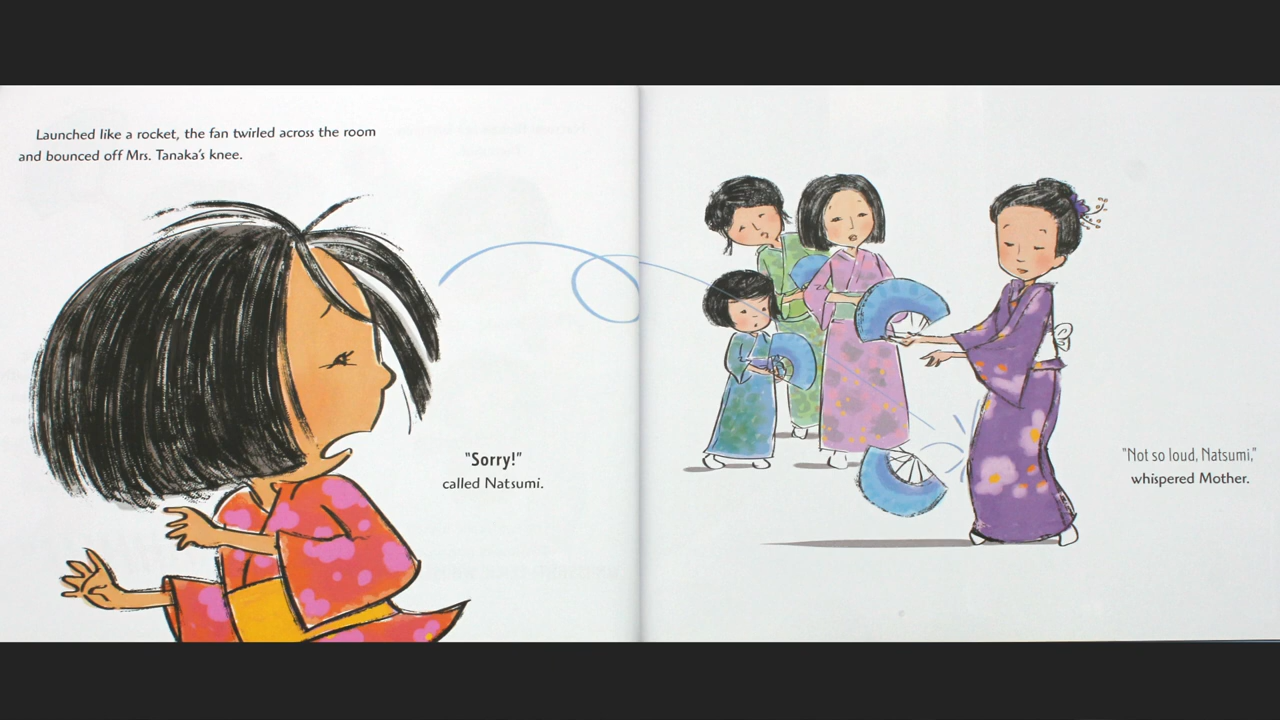 Launched like a rocket, the fan twirled across the room
and bounced off Mrs. Tanaka's knee.
"Sorry!"
called Natsumi.
"Not so loud, Natsumi,"
whispered Mother.